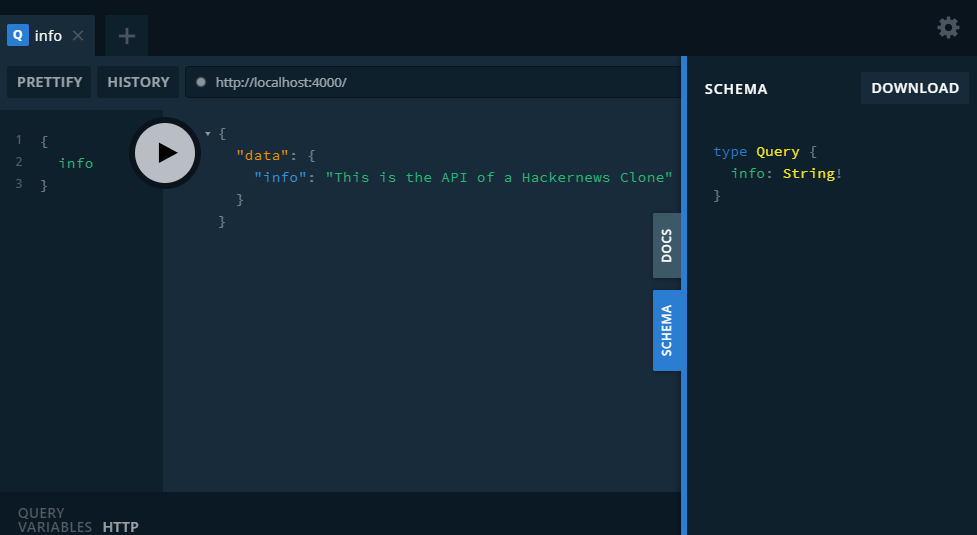 Q info
PRETTIFY HISTORY http://localhost:4000/
1 {
2 info
3 }
{
"data": {
"info": "This is the API of a Hackernews Clone"
}
}
DOCS
SCHEMA
SCHEMA DOWNLOAD
type Query {
info: String!
}
QUERY
VARIABLES HTTP